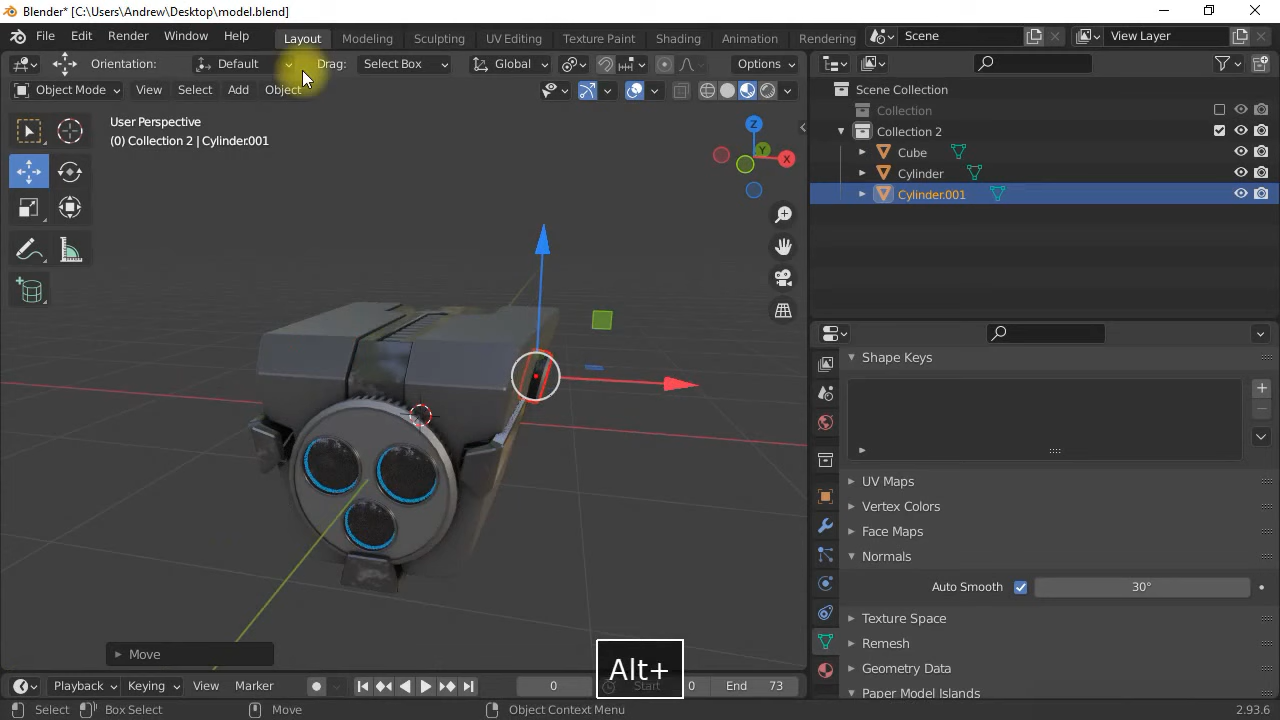 Blender* [C:\Users\Andrew\Desktop\model.blend]
File Edit Render Window Help Layout Modeling Sculpting UV Editing Texture Paint Shading Animation Rendering Scene View Layer
Orientation: Default Drag: Select Box Global Options
Object Mode View Select Add Object
Scene Collection
Collection
Collection 2
Cube
Cylinder
Cylinder.001
User Perspective
(0) Collection 2 | Cylinder.001
Z
Y
X
Shape Keys
UV Maps
Vertex Colors
Face Maps
Normals
Auto Smooth 30°
Texture Space
Remesh
Geometry Data
Paper Model Islands
Move
Alt+
Playback Keying View Marker 0 Start 0 End 73
Select Box Select Move Object Context Menu 2.93.6